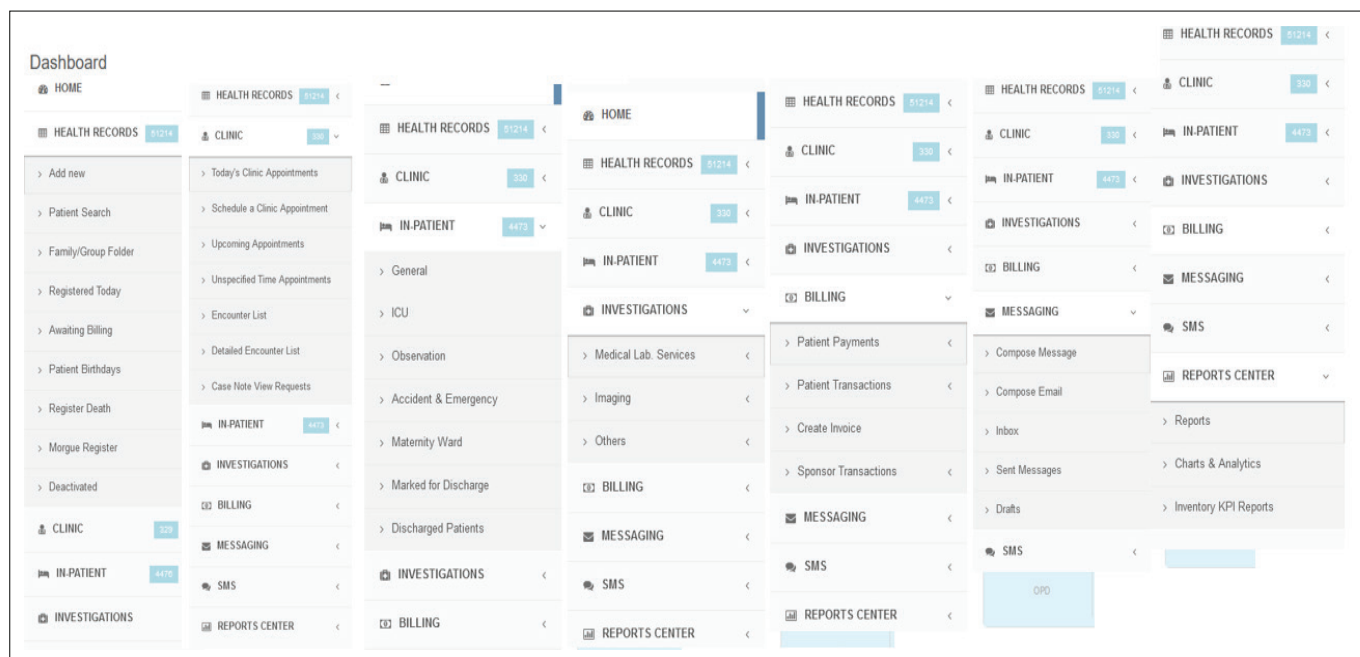 Dashboard
HOME
HEALTH RECORDS 51214
Add new
Patient Search
Family/Group Folder
Registered Today
Awaiting Billing
Patient Birthdays
Register Death
Morgue Register
Deactivated
CLINIC 329
IN-PATIENT 4476
INVESTIGATIONS
HEALTH RECORDS 51214
CLINIC 330
Today's Clinic Appointments
Schedule a Clinic Appointment
Upcoming Appointments
Unspecified Time Appointments
Encounter List
Detailed Encounter List
Case Note View Requests
IN-PATIENT 4473
INVESTIGATIONS
BILLING
MESSAGING
SMS
REPORTS CENTER
HEALTH RECORDS 51214
CLINIC 330
IN-PATIENT 4473
General
ICU
Observation
Accident & Emergency
Maternity Ward
Marked for Discharge
Discharged Patients
INVESTIGATIONS
BILLING
HOME
HEALTH RECORDS 51214
CLINIC 330
IN-PATIENT 4473
INVESTIGATIONS
Medical Lab. Services
Imaging
Others
BILLING
MESSAGING
SMS
REPORTS CENTER
HEALTH RECORDS 51214
CLINIC 330
IN-PATIENT 4473
INVESTIGATIONS
BILLING
Patient Payments
Patient Transactions
Create Invoice
Sponsor Transactions
MESSAGING
SMS
REPORTS CENTER
HEALTH RECORDS 51214
CLINIC 330
IN-PATIENT 4473
INVESTIGATIONS
BILLING
MESSAGING
Compose Message
Compose Email
Inbox
Sent Messages
Drafts
SMS
OPD
HEALTH RECORDS 51214
CLINIC 330
IN-PATIENT 4473
INVESTIGATIONS
BILLING
MESSAGING
SMS
REPORTS CENTER
Reports
Charts & Analytics
Inventory KPI Reports